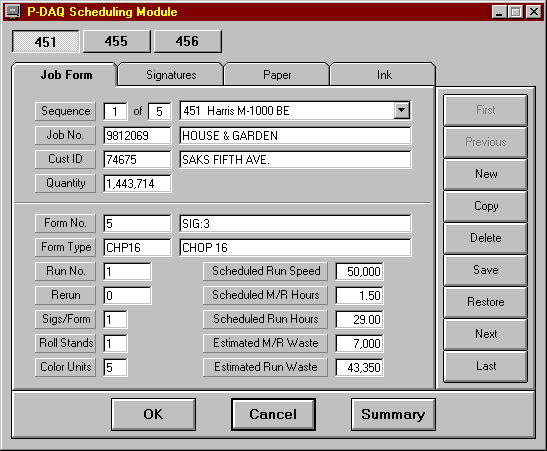 P-DAQ Scheduling Module
451 455 456
Job Form Signatures Paper Ink
Sequence 1 of 5 451 Harris M-1000 BE First
Job No. 9812069 HOUSE & GARDEN Previous
Cust ID 74675 SAKS FIFTH AVE. New
Quantity 1,443,714 Copy
Form No. 5 SIG:3 Delete
Form Type CHP16 CHOP 16 Save
Run No. 1 Scheduled Run Speed 50,000
Rerun 0 Scheduled M/R Hours 1.50 Restore
Sigs/Form 1 Scheduled Run Hours 29.00 Next
Roll Stands 1 Estimated M/R Waste 7,000
Color Units 5 Estimated Run Waste 43,350 Last
OK Cancel Summary